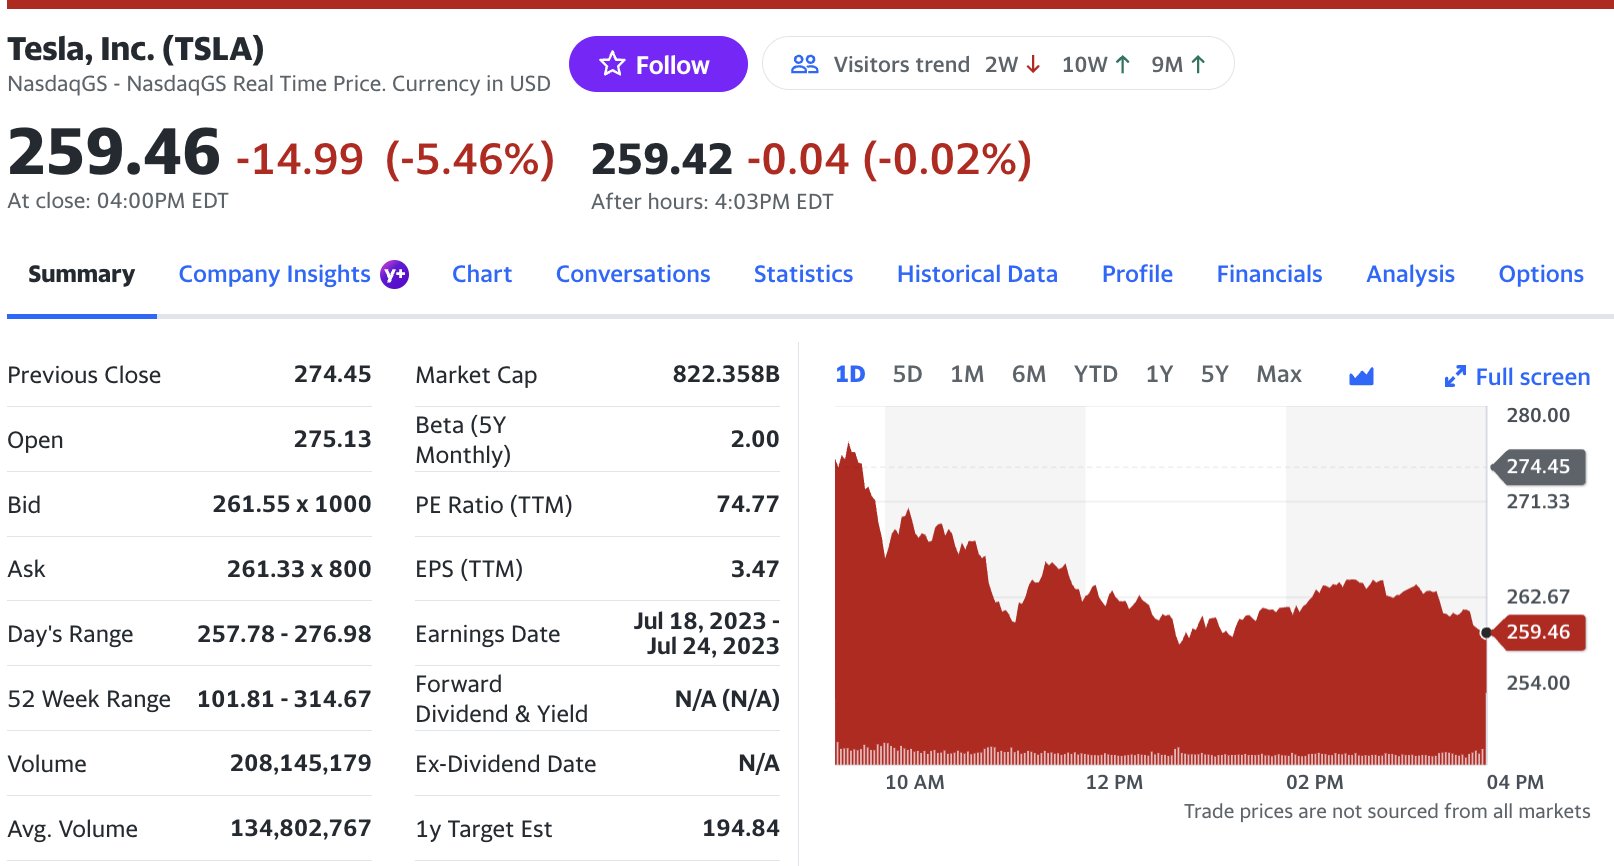 Tesla, Inc. (TSLA)
NasdaqGS - NasdaqGS Real Time Price. Currency in USD
Follow
Visitors trend 2W ↓ 10W ↑ 9M ↑
259.46 -14.99 (-5.46%)
At close: 04:00PM EDT
259.42 -0.04 (-0.02%)
After hours: 4:03PM EDT
Summary Company Insights y+ Chart Conversations Statistics Historical Data Profile Financials Analysis Options
Previous Close 274.45
Open 275.13
Bid 261.55 x 1000
Ask 261.33 x 800
Day's Range 257.78 - 276.98
52 Week Range 101.81 - 314.67
Volume 208,145,179
Avg. Volume 134,802,767
Market Cap 822.358B
Beta (5Y
Monthly) 2.00
PE Ratio (TTM) 74.77
EPS (TTM) 3.47
Earnings Date Jul 18, 2023 -
Jul 24, 2023
Forward
Dividend & Yield N/A (N/A)
Ex-Dividend Date N/A
1y Target Est 194.84
1D 5D 1M 6M YTD 1Y 5Y Max Full screen
280.00
274.45
271.33
262.67
259.46
254.00
10 AM 12 PM 02 PM 04 PM
Trade prices are not sourced from all markets